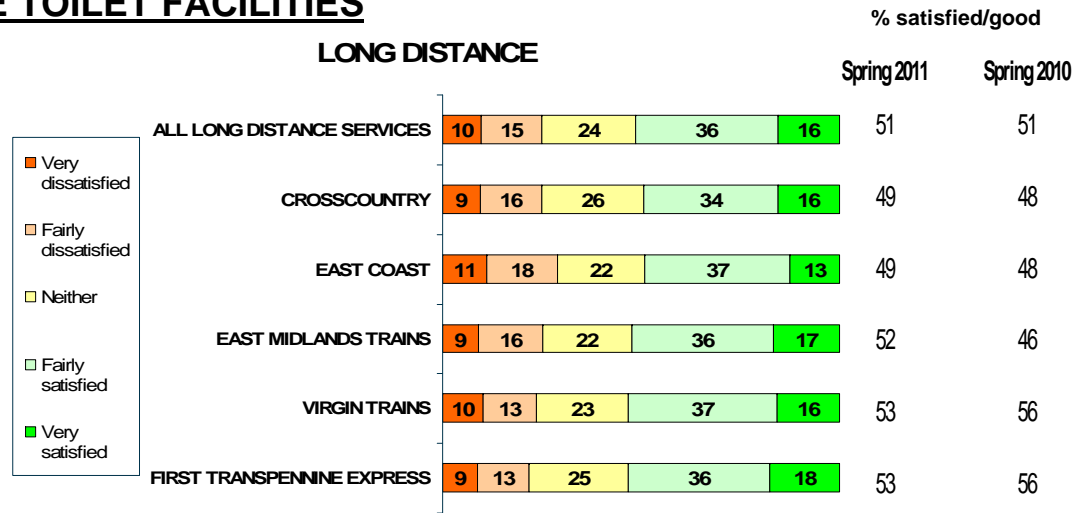 E TOILET FACILITIES
% satisfied/good
LONG DISTANCE
Spring 2011 Spring 2010
ALL LONG DISTANCE SERVICES 10 15 24 36 16 51 51
CROSSCOUNTRY 9 16 26 34 16 49 48
EAST COAST 11 18 22 37 13 49 48
EAST MIDLANDS TRAINS 9 16 22 36 17 52 46
VIRGIN TRAINS 10 13 23 37 16 53 56
FIRST TRANSPENNINE EXPRESS 9 13 25 36 18 53 56
Very
dissatisfied
Fairly
dissatisfied
Neither
Fairly
satisfied
Very
satisfied